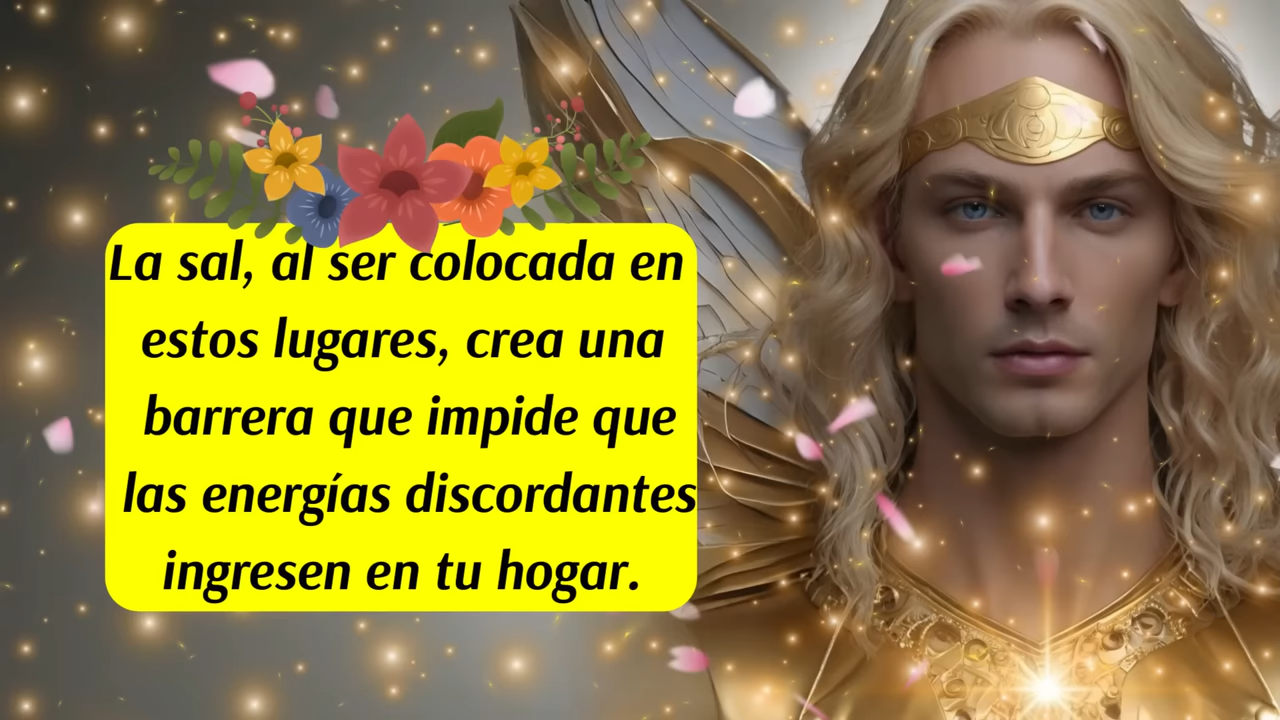 La sal, al ser colocada en
estos lugares, crea una
barrera que impide que
las energías discordantes
ingresen en tu hogar.